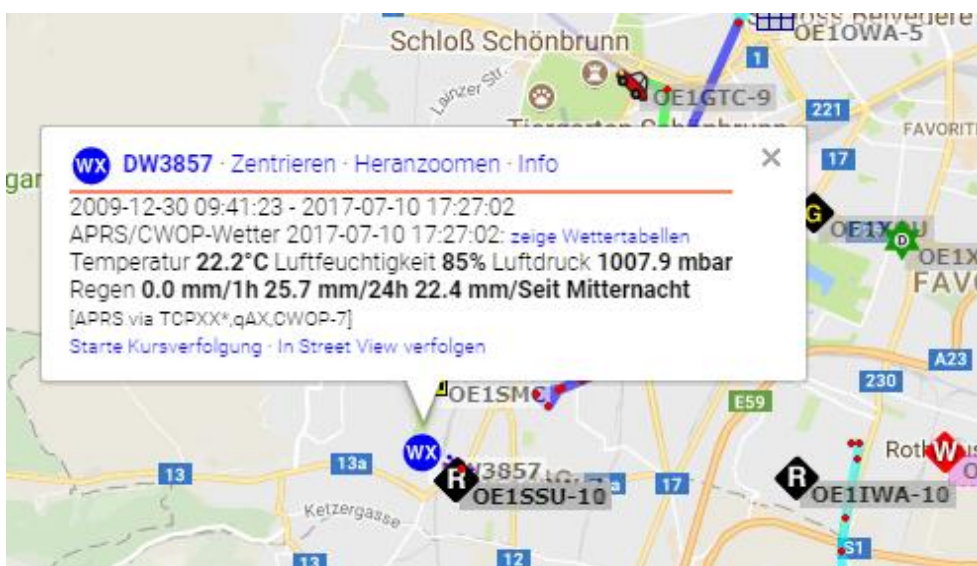 Schloß Schönbrunn
OE1OWA-5
1
Lainzer Str.
OE1GTC-9
221
FAVORIT
17
WX DW3857 · Zentrieren · Heranzoomen · Info ×
2009-12-30 09:41:23 - 2017-07-10 17:27:02
APRS/CWOP-Wetter 2017-07-10 17:27:02: zeige Wettertabellen
Temperatur 22.2°C Luftfeuchtigkeit 85% Luftdruck 1007.9 mbar
Regen 0.0 mm/1h 25.7 mm/24h 22.4 mm/Seit Mitternacht
[APRS via TCPXX*,qAX,CWOP-7]
Starte Kursverfolgung · In Street View verfolgen
G
D
OE1X
FAV
A23
230
E59
OE1SMC
WX
13a
13
R
OE1SSU-10
17
R
OE1IWA-10
W
Ketzergasse
S1
12
13